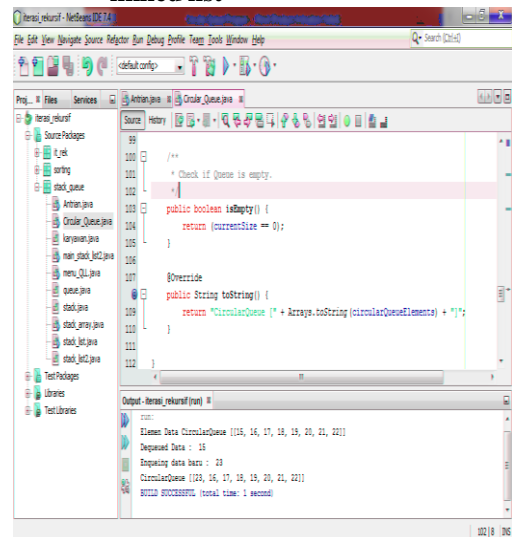 linked list
iterasi_rekursif - NetBeans IDE 7.4
File Edit View Navigate Source Refactor Run Debug Profile Team Tools Window Help
Search (Ctrl+I)
<default config>
Proj... Files Services
Antrian.java Circular_Queue.java
iterasi_rekursif
Source Packages
it_rek
sorting
stack_queue
Antrian.java
Circular_Queue.java
karyawan.java
main_stack_list2.java
menu_QLL.java
queue.java
stack.java
stack_array.java
stack_list.java
stack_list2.java
Test Packages
Libraries
Test Libraries
Source History
99
100 /**
101 * Check if Queue is empty.
102 */
103 public boolean isEmpty() {
104 return (currentSize == 0);
105 }
106
107 @Override
public String toString() {
109 return "CircularQueue [" + Arrays.toString(circularQueueElements) + "]";
110 }
111
112 }
Output - iterasi_rekursif (run)
run:
Elemen Data CircularQueue [[15, 16, 17, 18, 19, 20, 21, 22]]
Dequeued Data : 15
Enqueing data baru : 23
CircularQueue [[23, 16, 17, 18, 19, 20, 21, 22]]
BUILD SUCCESSFUL (total time: 1 second)
102|8 INS